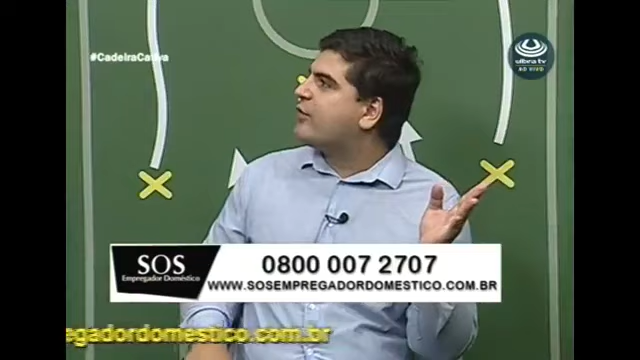 #CadeiraCativa
ulbra tv
AO VIVO
SOS
Empregador Doméstico
0800 007 2707
WWW.SOSEMPREGADORDOMESTICO.COM.BR
egadordomestico.com.br